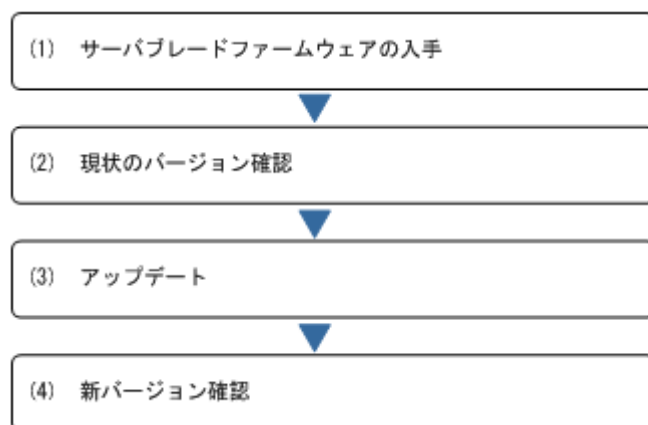 (1) サーバブレードファームウェアの入手
(2) 現状のバージョン確認
(3) アップデート
(4) 新バージョン確認